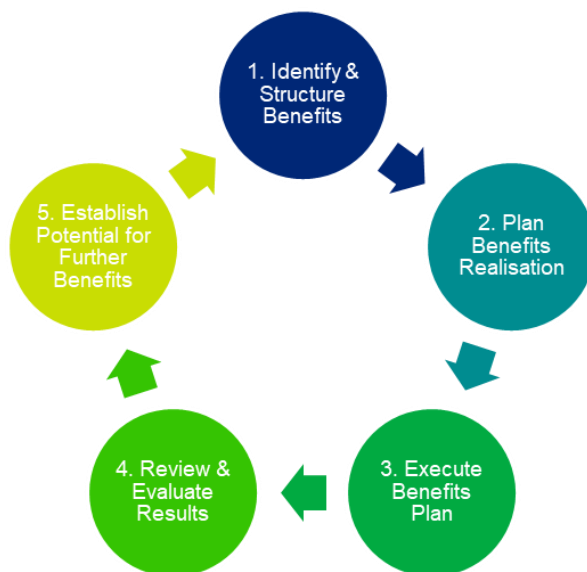 1. Identify &
Structure
Benefits
2. Plan
Benefits
Realisation
3. Execute
Benefits
Plan
4. Review &
Evaluate
Results
5. Establish
Potential for
Further
Benefits